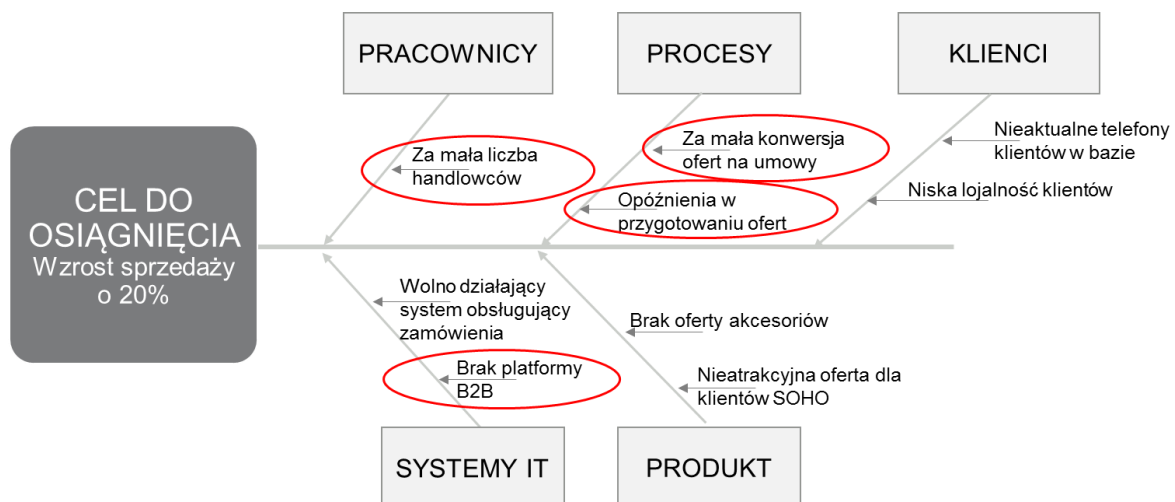 PRACOWNICY
PROCESY
KLIENCI
CEL DO
OSIĄGNIĘCIA
Wzrost sprzedaży
o 20%
Za mała liczba
handlowców
Za mała konwersja
ofert na umowy
Opóźnienia w
przygotowaniu ofert
Nieaktualne telefony
klientów w bazie
Niska lojalność klientów
Wolno działający
system obsługujący
zamówienia
Brak platformy
B2B
Brak oferty akcesoriów
Nieatrakcyjna oferta dla
klientów SOHO
SYSTEMY IT
PRODUKT